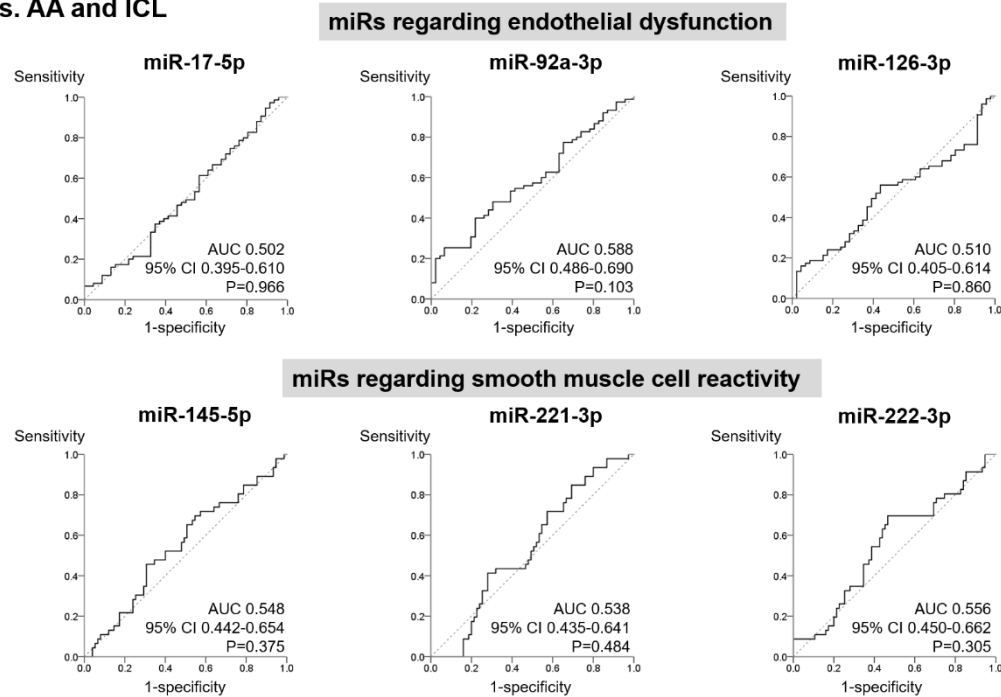 s. AA and ICL
miRs regarding endothelial dysfunction
miR-17-5p
Sensitivity
1.0
0.8
0.6
0.4
0.2
0.0
AUC 0.502
95% CI 0.395-0.610
P=0.966
0.0 0.2 0.4 0.6 0.8 1.0
1-specificity
miR-92a-3p
Sensitivity
1.0
0.8
0.6
0.4
0.2
0.0
AUC 0.588
95% CI 0.486-0.690
P=0.103
0.0 0.2 0.4 0.6 0.8 1.0
1-specificity
miR-126-3p
Sensitivity
1.0
0.8
0.6
0.4
0.2
0.0
AUC 0.510
95% CI 0.405-0.614
P=0.860
0.0 0.2 0.4 0.6 0.8 1.0
1-specificity
miRs regarding smooth muscle cell reactivity
miR-145-5p
Sensitivity
1.0
0.8
0.6
0.4
0.2
0.0
AUC 0.548
95% CI 0.442-0.654
P=0.375
0.0 0.2 0.4 0.6 0.8 1.0
1-specificity
miR-221-3p
Sensitivity
1.0
0.8
0.6
0.4
0.2
0.0
AUC 0.538
95% CI 0.435-0.641
P=0.484
0.0 0.2 0.4 0.6 0.8 1.0
1-specificity
miR-222-3p
Sensitivity
1.0
0.8
0.6
0.4
0.2
0.0
AUC 0.556
95% CI 0.450-0.662
P=0.305
0.0 0.2 0.4 0.6 0.8 1.0
1-specificity